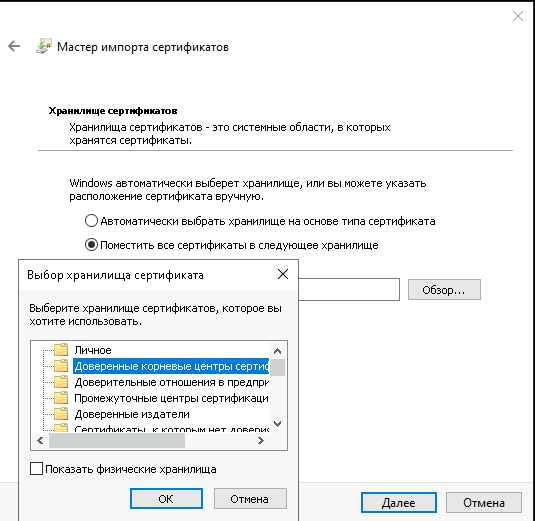 Мастер импорта сертификатов
Хранилище сертификатов
Хранилища сертификатов - это системные области, в которых
хранятся сертификаты.
Windows автоматически выберет хранилище, или вы можете указать
расположение сертификата вручную.
Автоматически выбрать хранилище на основе типа сертификата
Поместить все сертификаты в следующее хранилище
Обзор...
Выбор хранилища сертификата
Выберите хранилище сертификатов, которое вы
хотите использовать.
Личное
Доверенные корневые центры сертиф
Доверительные отношения в предпри
Промежуточные центры сертификаци
Доверенные издатели
Сертификаты, к которым нет довери
Показать физические хранилища
ОК
Отмена
Далее
Отмена